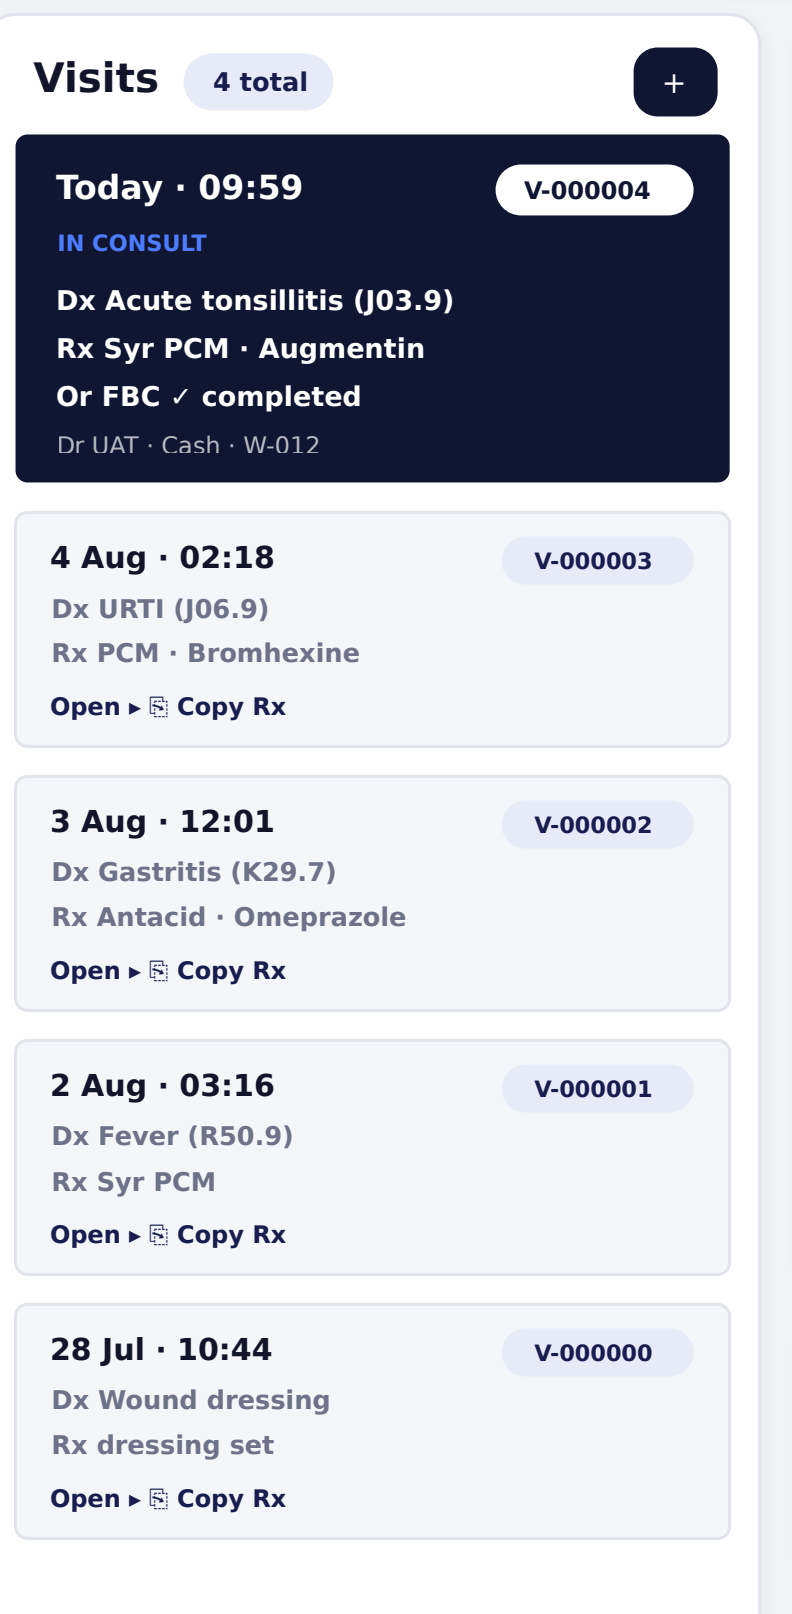 Visits 4 total +
Today · 09:59 V-000004
IN CONSULT
Dx Acute tonsillitis (J03.9)
Rx Syr PCM · Augmentin
Or FBC ✓ completed
Dr UAT · Cash · W-012
4 Aug · 02:18 V-000003
Dx URTI (J06.9)
Rx PCM · Bromhexine
Open ▸ ⎘ Copy Rx
3 Aug · 12:01 V-000002
Dx Gastritis (K29.7)
Rx Antacid · Omeprazole
Open ▸ ⎘ Copy Rx
2 Aug · 03:16 V-000001
Dx Fever (R50.9)
Rx Syr PCM
Open ▸ ⎘ Copy Rx
28 Jul · 10:44 V-000000
Dx Wound dressing
Rx dressing set
Open ▸ ⎘ Copy Rx